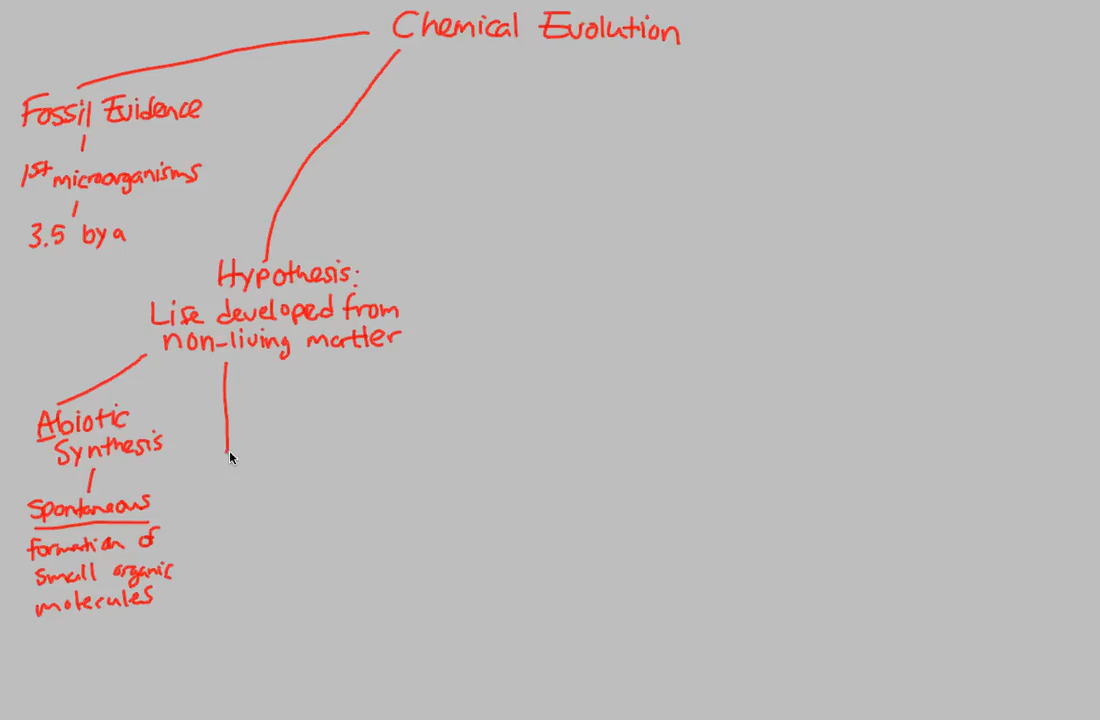 Chemical Evolution
Fossil Evidence
1st microorganisms
3.5 bya
Hypothesis:
Life developed from
non-living matter
Abiotic
Synthesis
Spontaneous
formation of
small organic
molecules